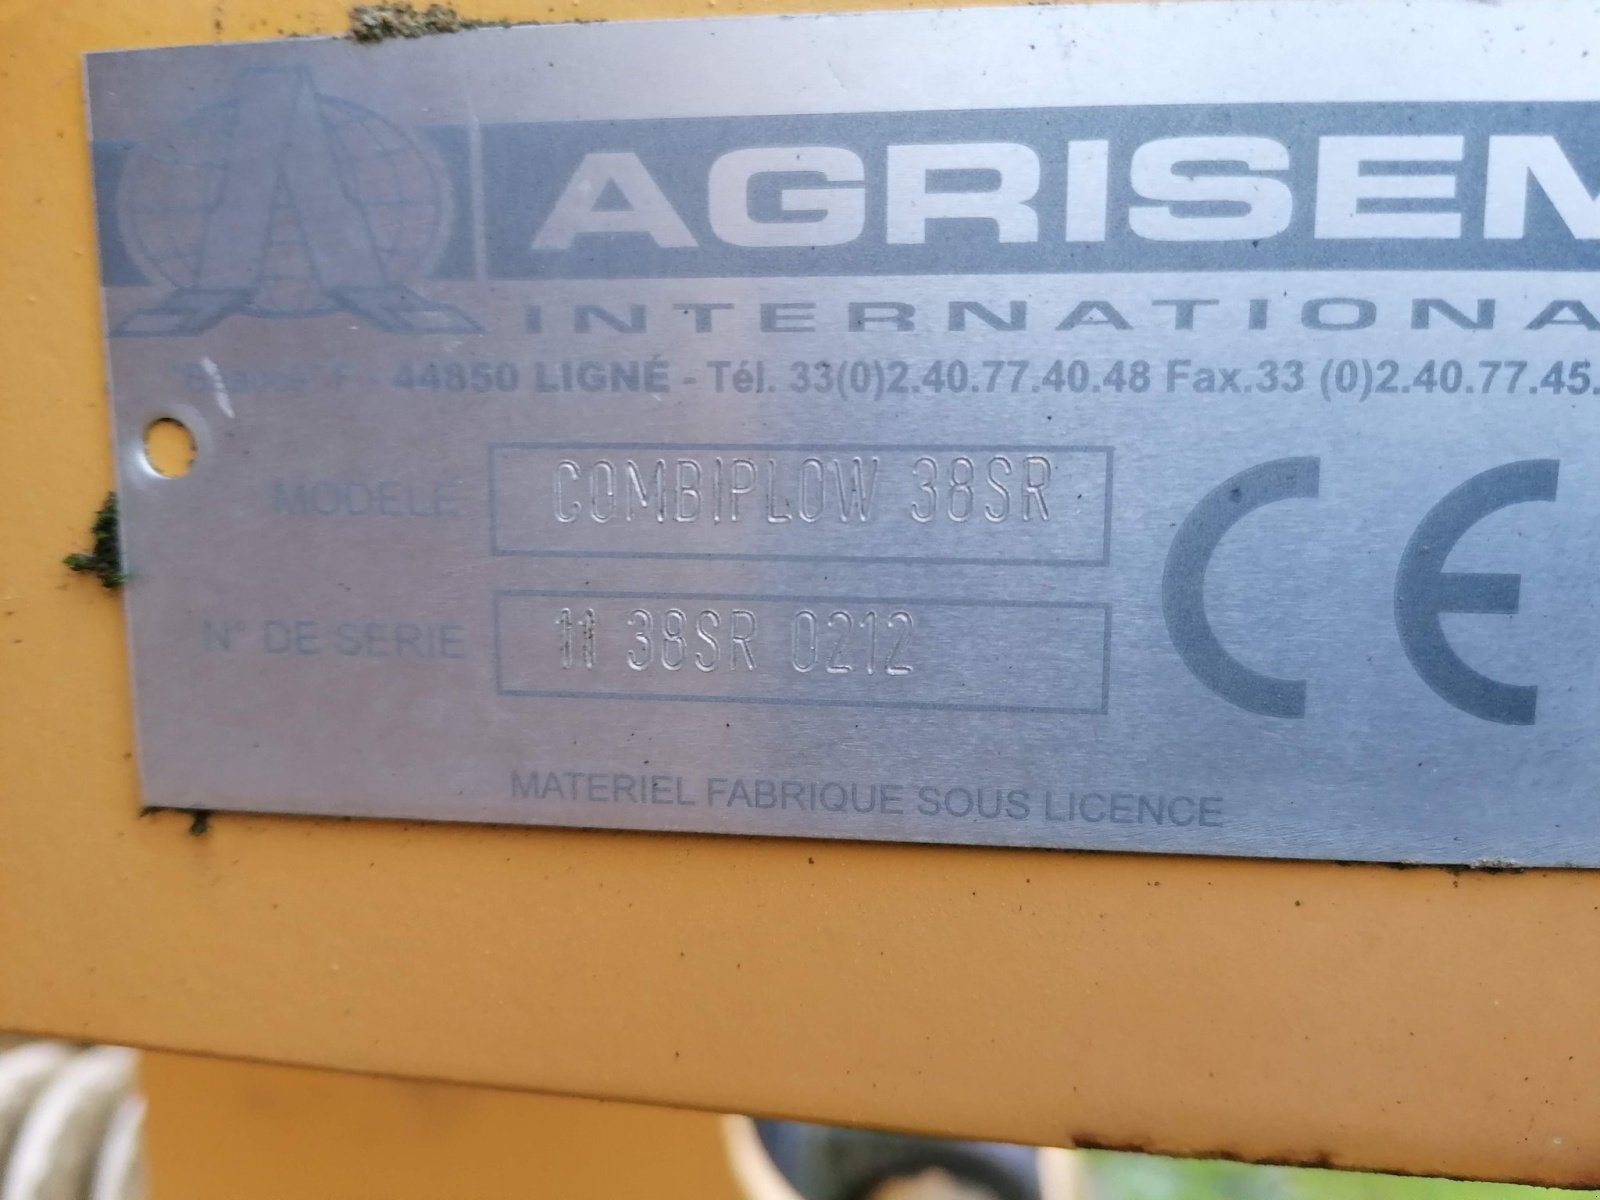 AGRISEM
INTERNATIONA
F - 44850 LIGNÉ - Tél. 33(0)2.40.77.40.48 Fax.33 (0)2.40.77.45.
MODELE COMBIPLOW 38SR
N° DE SERIE 11 38SR 0212
CE
MATERIEL FABRIQUE SOUS LICENCE